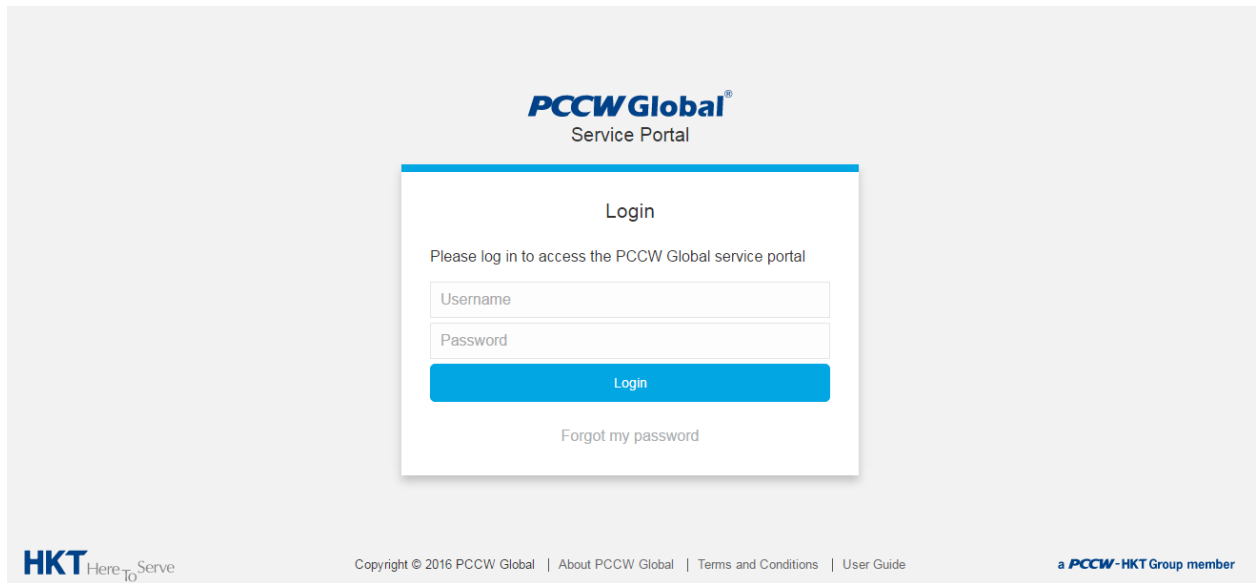 PCCW Global®
Service Portal
Login
Please log in to access the PCCW Global service portal
Username
Password
Login
Forgot my password
HKT Here To Serve
Copyright © 2016 PCCW Global | About PCCW Global | Terms and Conditions | User Guide
a PCCW-HKT Group member